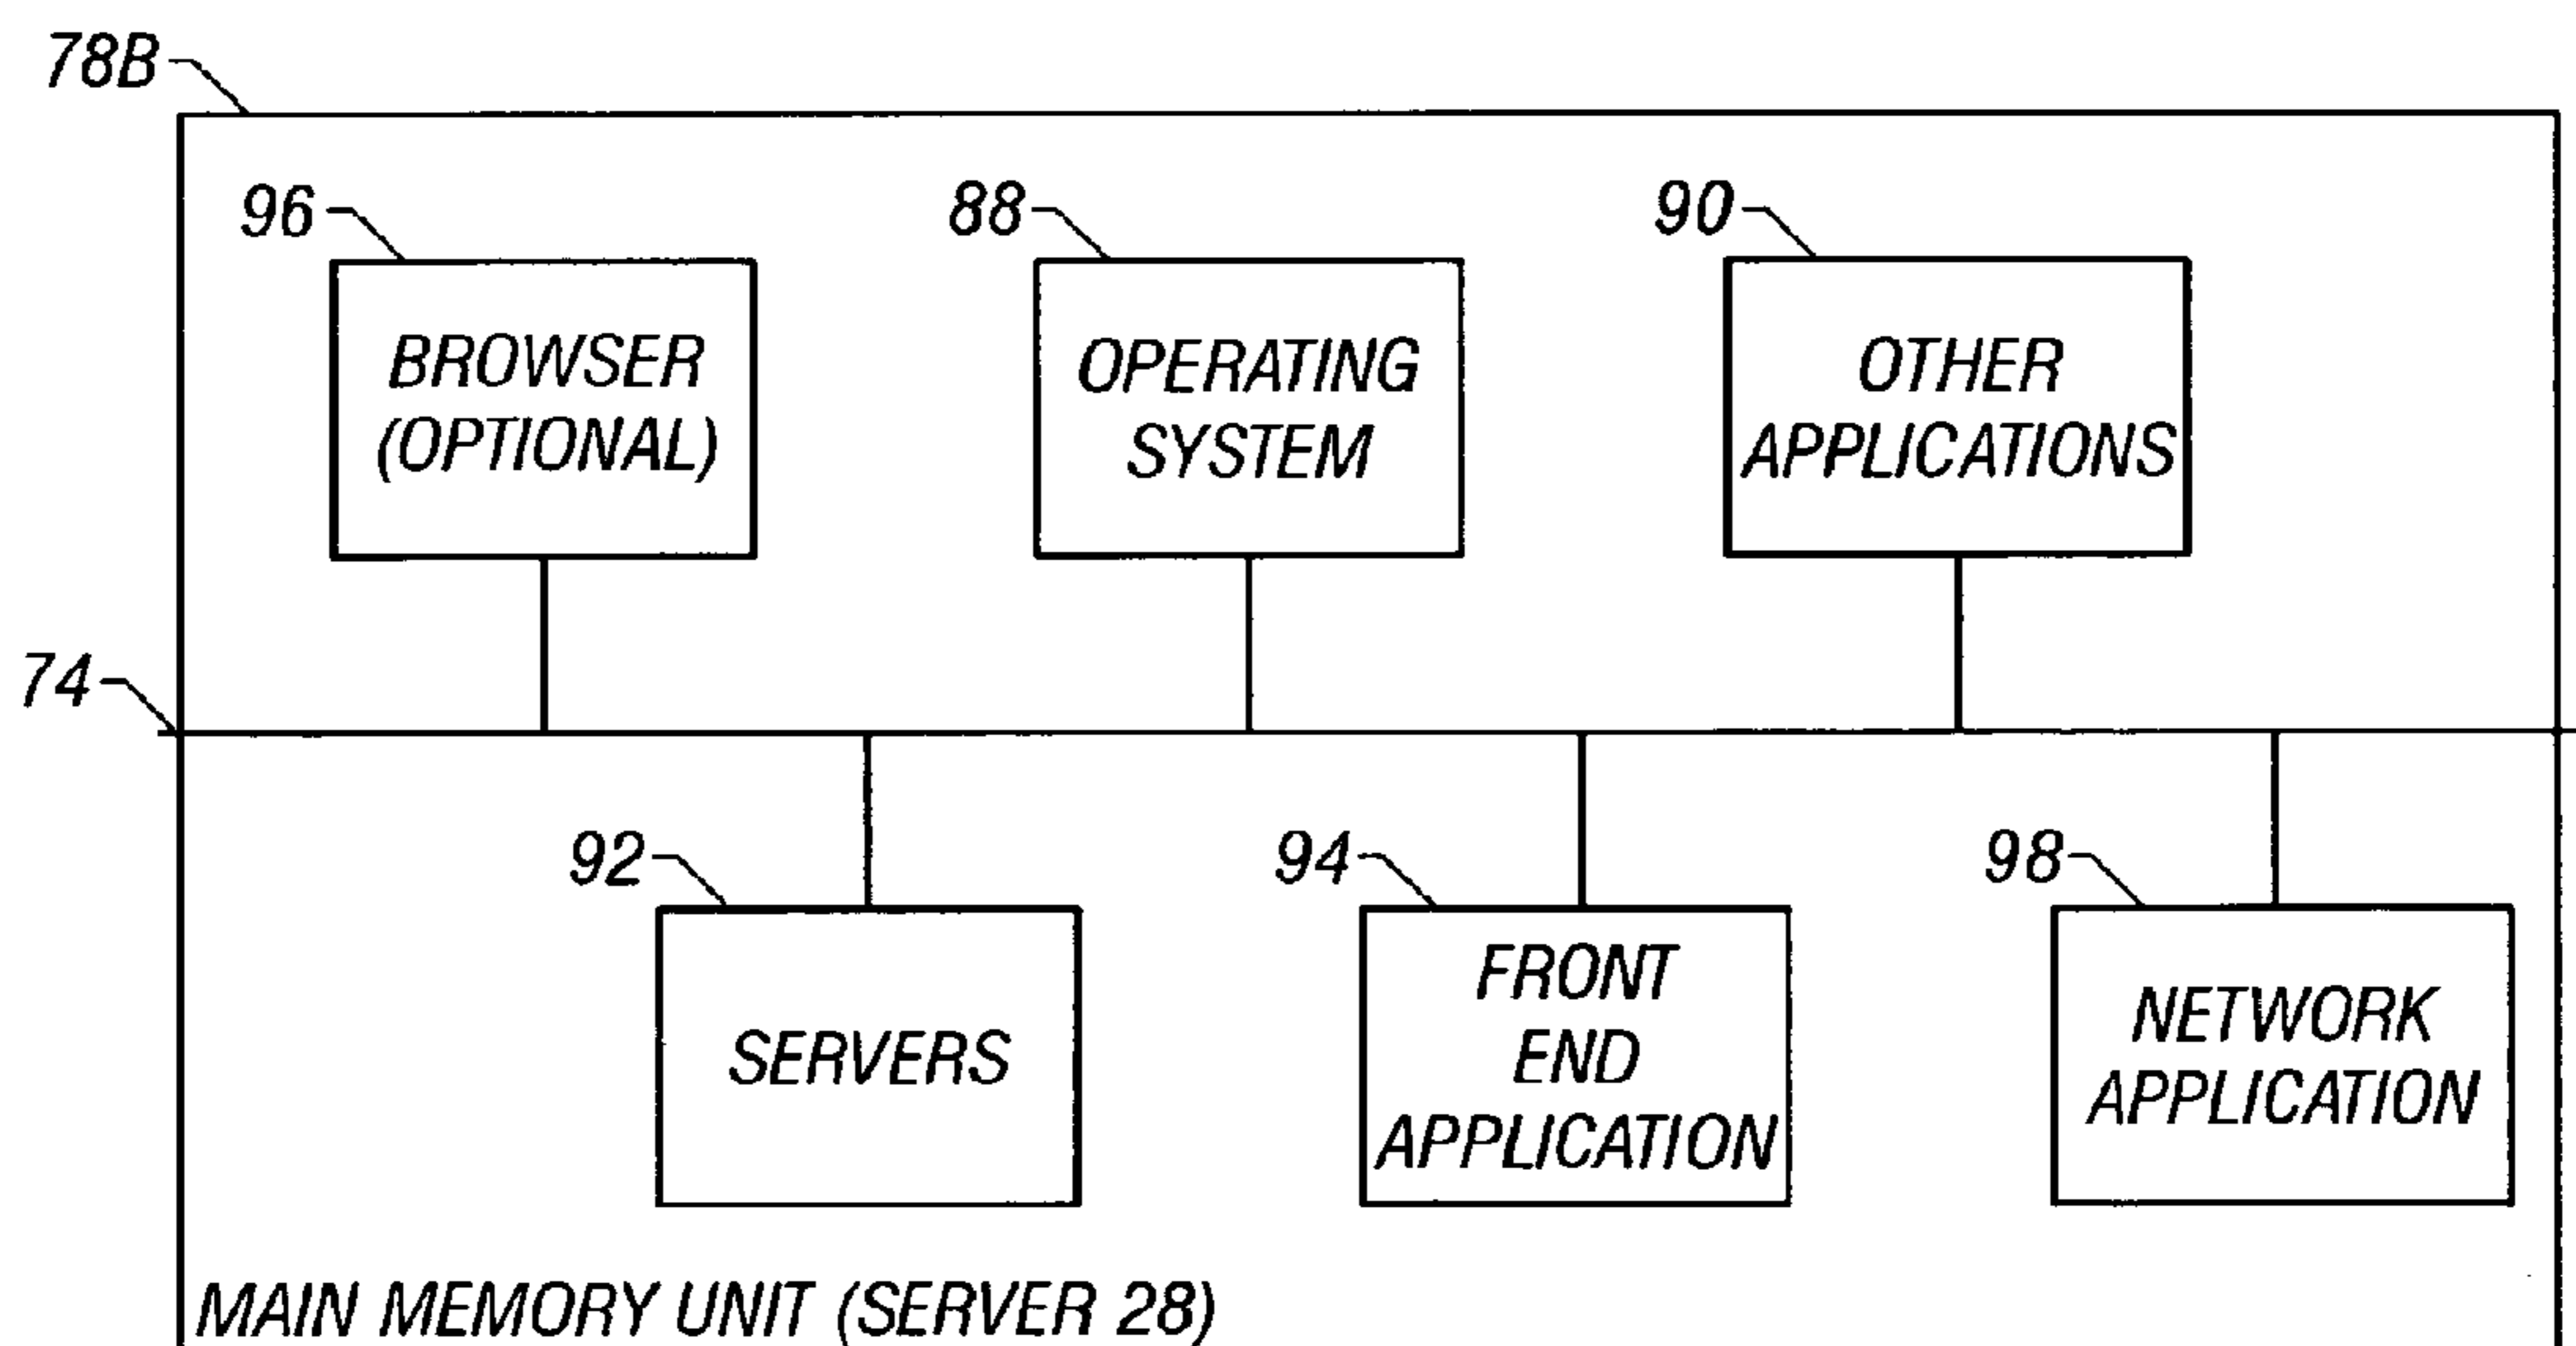 78B
96
88
90
BROWSER
(OPTIONAL)
OPERATING
SYSTEM
OTHER
APPLICATIONS
74
92
94
98
SERVERS
FRONT
END
APPLICATION
NETWORK
APPLICATION
MAIN MEMORY UNIT (SERVER 28)